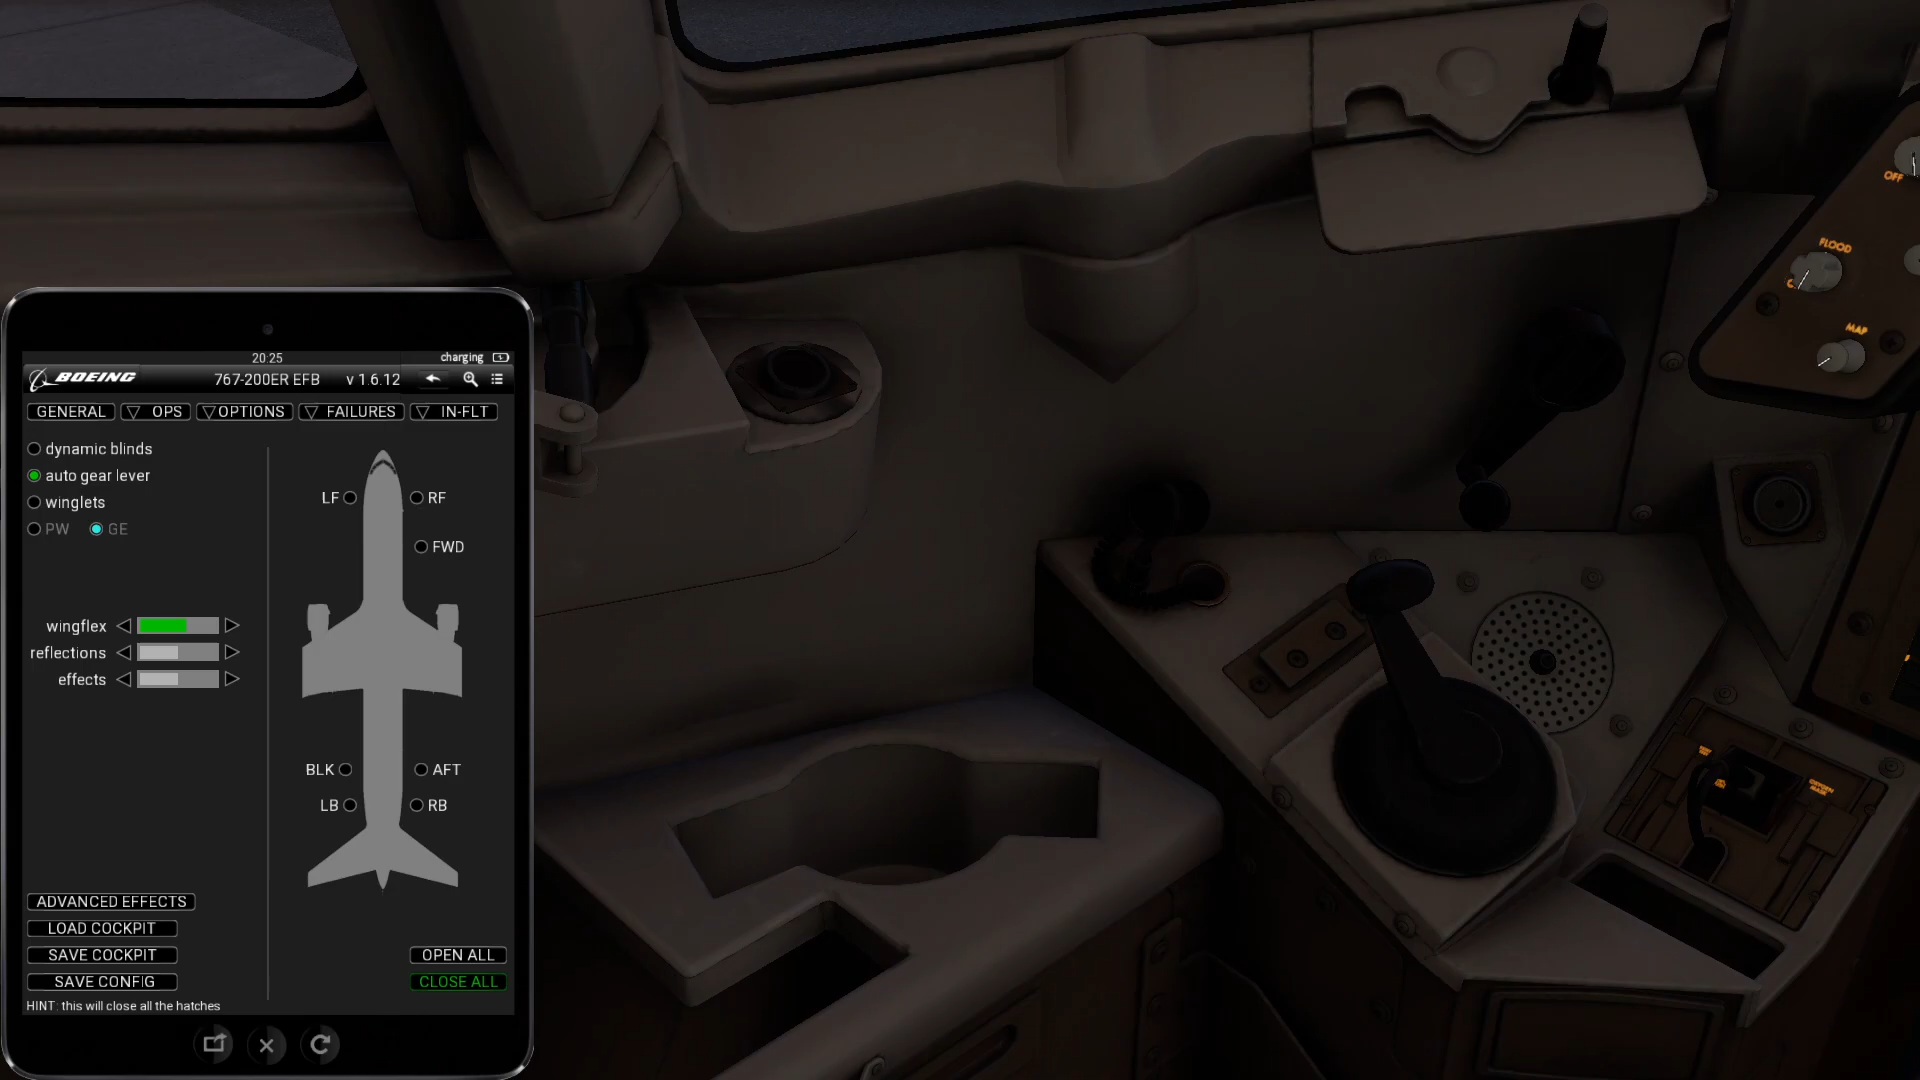 20:25
charging
BOEING 767-200ER EFB v 1.6.12
GENERAL OPS OPTIONS FAILURES IN-FLT
dynamic blinds
auto gear lever
winglets
PW GE
wingflex
reflections
effects
LF RF
FWD
BLK AFT
LB RB
ADVANCED EFFECTS
LOAD COCKPIT
SAVE COCKPIT
SAVE CONFIG
OPEN ALL
CLOSE ALL
HINT: this will close all the hatches
OFF
FLOOD
MAP
OXYGEN
MASK